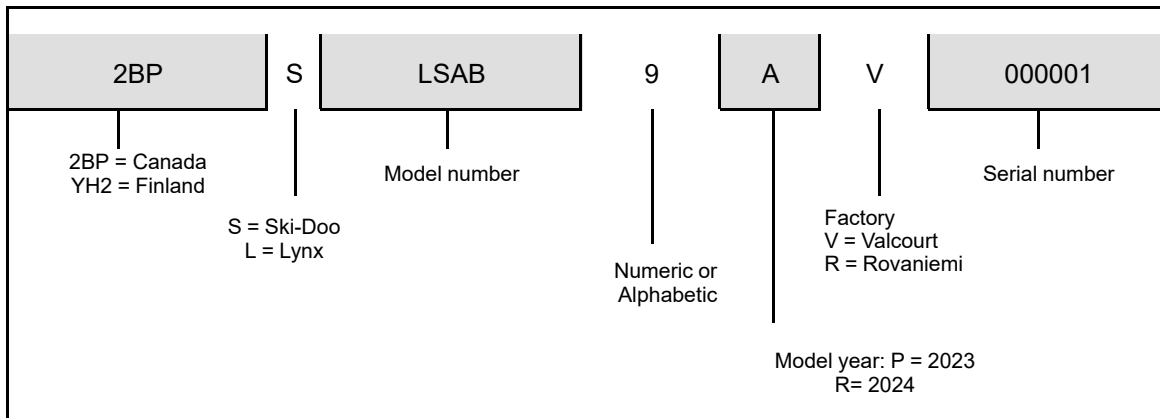 2BP S LSAB 9 A V 000001
2BP = Canada
YH2 = Finland
Model number
Serial number
S = Ski-Doo
L = Lynx
Factory
V = Valcourt
R = Rovaniemi
Numeric or
Alphabetic
Model year: P = 2023
R= 2024